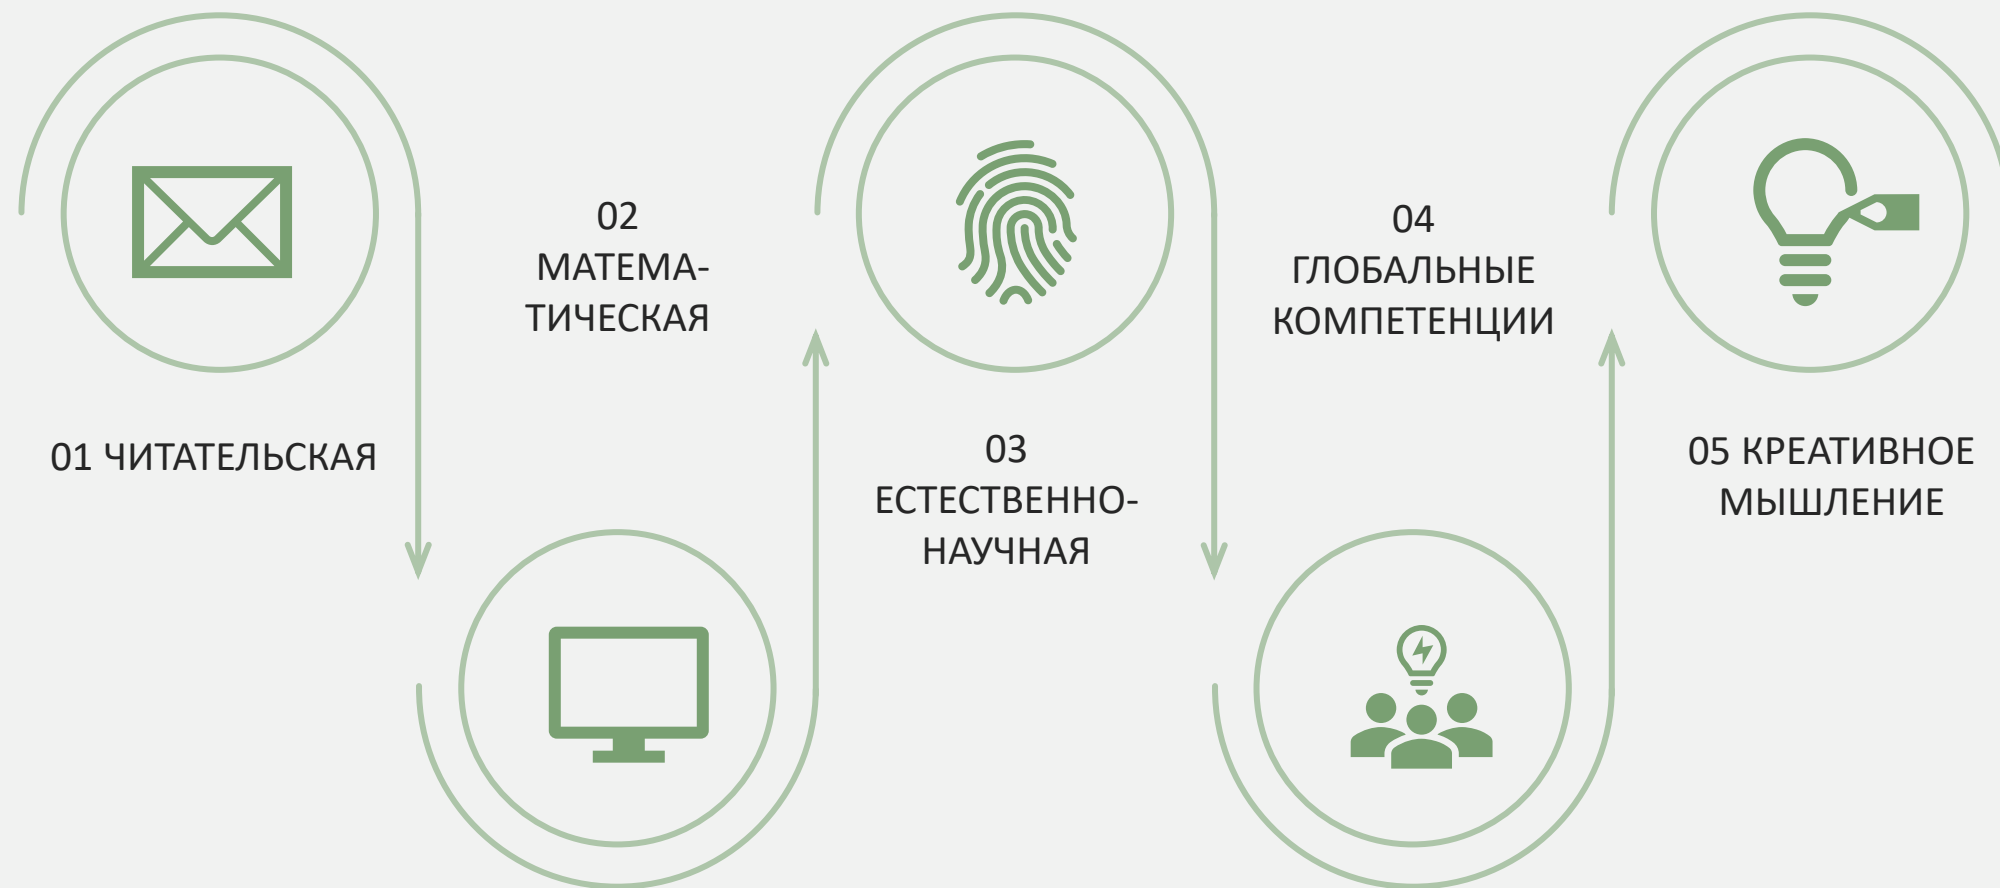 01 ЧИТАТЕЛЬСКАЯ
02
МАТЕМА-
ТИЧЕСКАЯ
03
ЕСТЕСТВЕННО-
НАУЧНАЯ
04
ГЛОБАЛЬНЫЕ
КОМПЕТЕНЦИИ
05 КРЕАТИВНОЕ
МЫШЛЕНИЕ